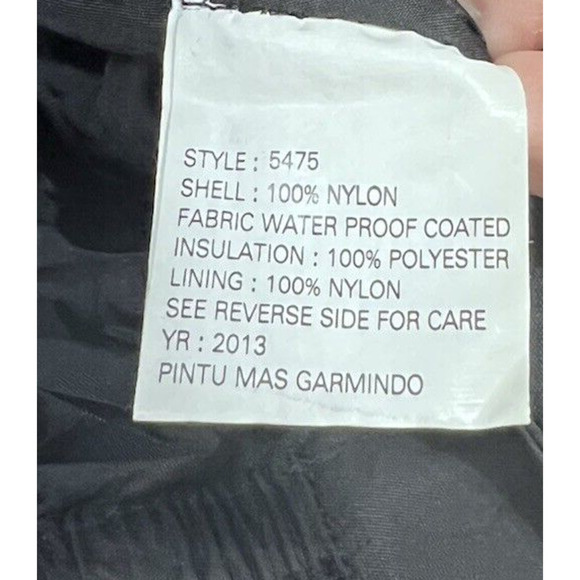 STYLE : 5475
SHELL : 100% NYLON
FABRIC WATER PROOF COATED
INSULATION : 100% POLYESTER
LINING : 100% NYLON
SEE REVERSE SIDE FOR CARE
YR : 2013
PINTU MAS GARMINDO